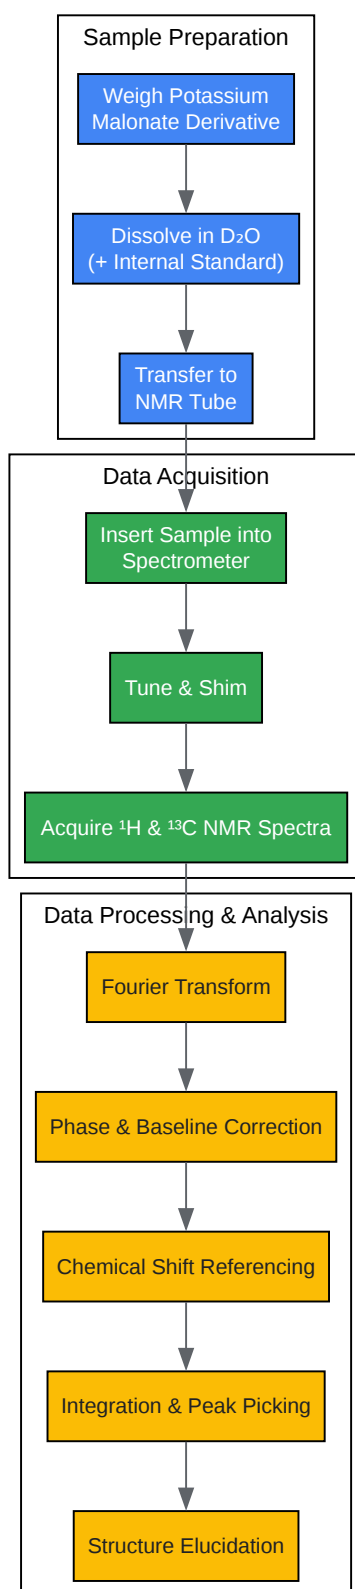 Sample Preparation
Weigh Potassium
Malonate Derivative
Dissolve in D₂O
(+ Internal Standard)
Transfer to
NMR Tube
Data Acquisition
Insert Sample into
Spectrometer
Tune & Shim
Acquire ¹H & ¹³C NMR Spectra
Data Processing & Analysis
Fourier Transform
Phase & Baseline Correction
Chemical Shift Referencing
Integration & Peak Picking
Structure Elucidation